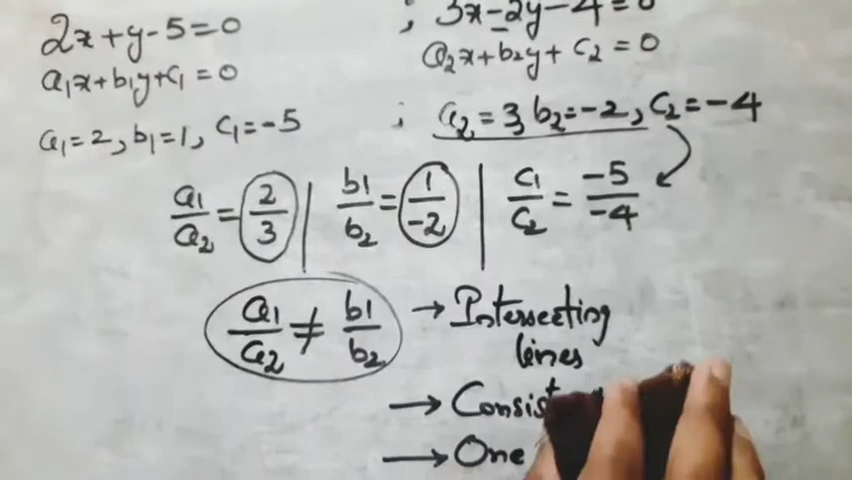 2x+y-5=0 ; 3x-2y-4=0
a₁x+b₁y+c₁=0 a₂x+b₂y+c₂=0
a₁=2, b₁=1, c₁=-5 ; a₂=3, b₂=-2, c₂=-4
a₁/a₂ = 2/3 | b₁/b₂ = 1/-2 | c₁/c₂ = -5/-4
a₁/a₂ ≠ b₁/b₂ → Intersecting
lines
→ Consist
→ One